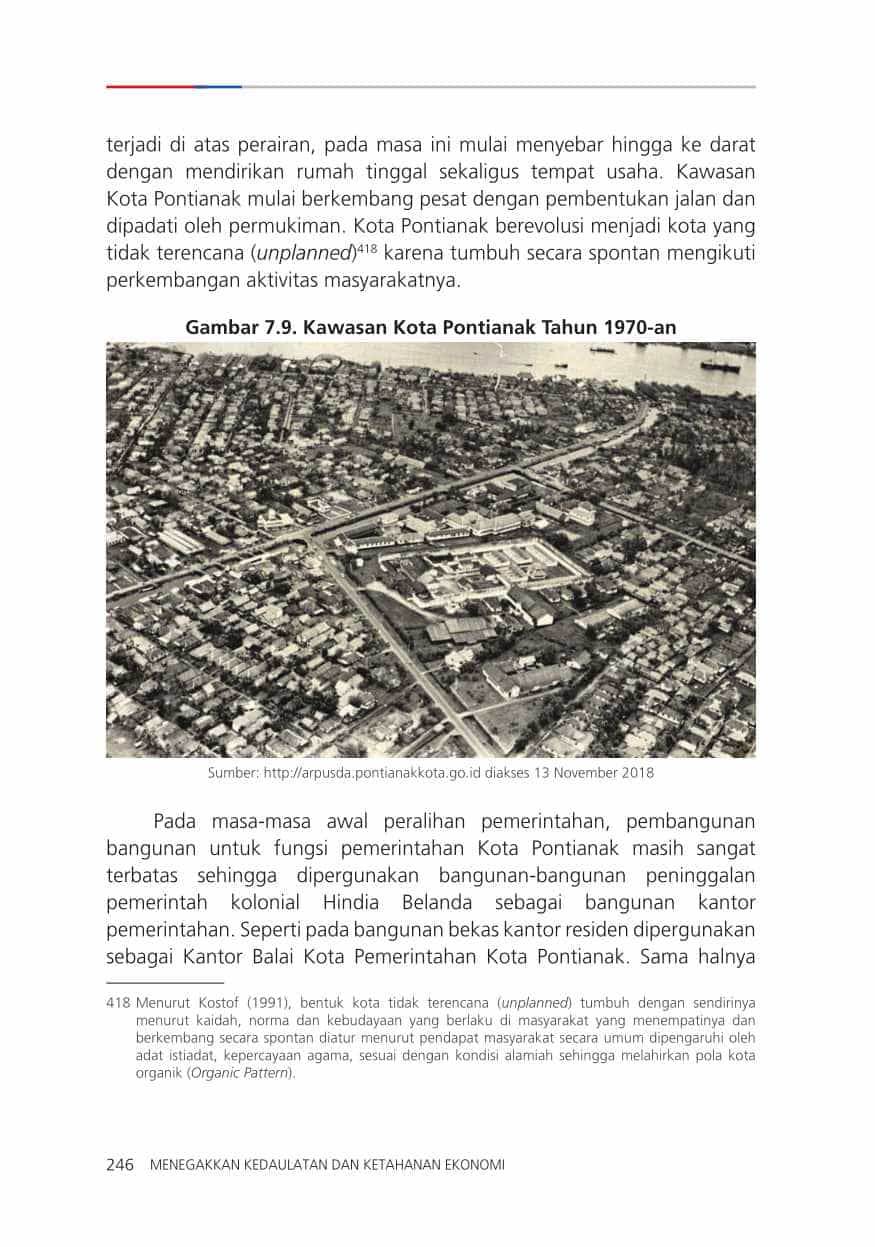 terjadi di atas perairan, pada masa ini mulai menyebar hingga ke darat
dengan mendirikan rumah tinggal sekaligus tempat usaha. Kawasan
Kota Pontianak mulai berkembang pesat dengan pembentukan jalan dan
dipadati oleh permukiman. Kota Pontianak berevolusi menjadi kota yang
tidak terencana (unplanned)418 karena tumbuh secara spontan mengikuti
perkembangan aktivitas masyarakatnya.
Gambar 7.9. Kawasan Kota Pontianak Tahun 1970-an
Sumber: http://arpusda.pontianakkota.go.id diakses 13 November 2018
Pada masa-masa awal peralihan pemerintahan, pembangunan
bangunan untuk fungsi pemerintahan Kota Pontianak masih sangat
terbatas sehingga dipergunakan bangunan-bangunan peninggalan
pemerintah kolonial Hindia Belanda sebagai bangunan kantor
pemerintahan. Seperti pada bangunan bekas kantor residen dipergunakan
sebagai Kantor Balai Kota Pemerintahan Kota Pontianak. Sama halnya
418 Menurut Kostof (1991), bentuk kota tidak terencana (unplanned) tumbuh dengan sendirinya
menurut kaidah, norma dan kebudayaan yang berlaku di masyarakat yang menempatinya dan
berkembang secara spontan diatur menurut pendapat masyarakat secara umum dipengaruhi oleh
adat istiadat, kepercayaan agama, sesuai dengan kondisi alamiah sehingga melahirkan pola kota
organik (Organic Pattern).
246 MENEGAKKAN KEDAULATAN DAN KETAHANAN EKONOMI